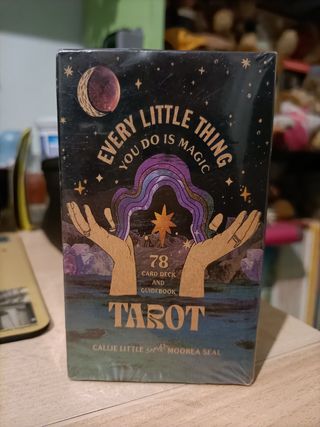 EVERY LITTLE THING
YOU DO IS MAGIC
78
CARD DECK
AND
GUIDEBOOK
TAROT
CALLIE LITTLE and MOOREA SEAL